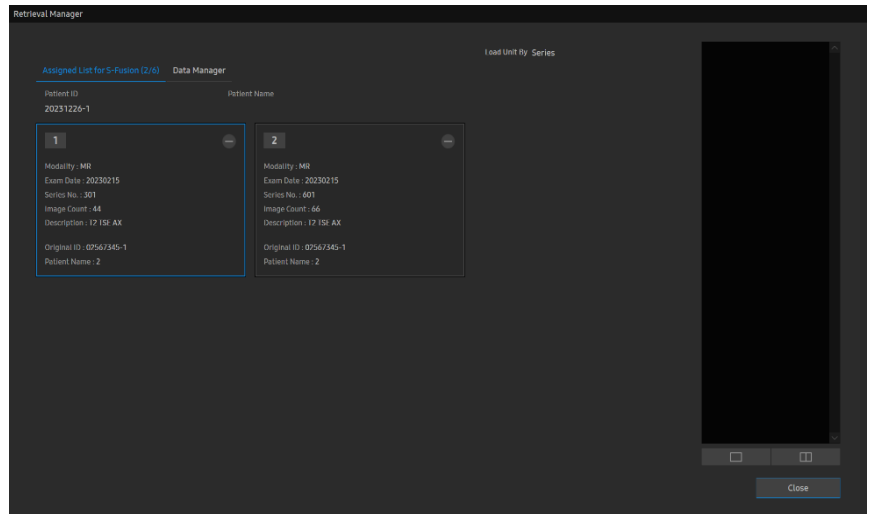 Retrieval Manager
Load Unit By Series
Assigned List for S-Fusion (2/6) Data Manager
Patient ID Patient Name
20231226-1
1
Modality : MR
Exam Date : 20230215
Series No. : 301
Image Count : 44
Description : T2 TSE AX
Original ID : 02567345-1
Patient Name : 2
2
Modality : MR
Exam Date : 20230215
Series No. : 601
Image Count : 66
Description : T2 TSE AX
Original ID : 02567345-1
Patient Name : 2
Close